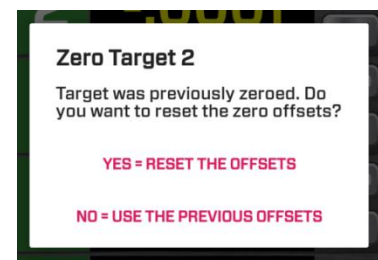 Zero Target 2
Target was previously zeroed. Do
you want to reset the zero offsets?
YES = RESET THE OFFSETS
NO = USE THE PREVIOUS OFFSETS